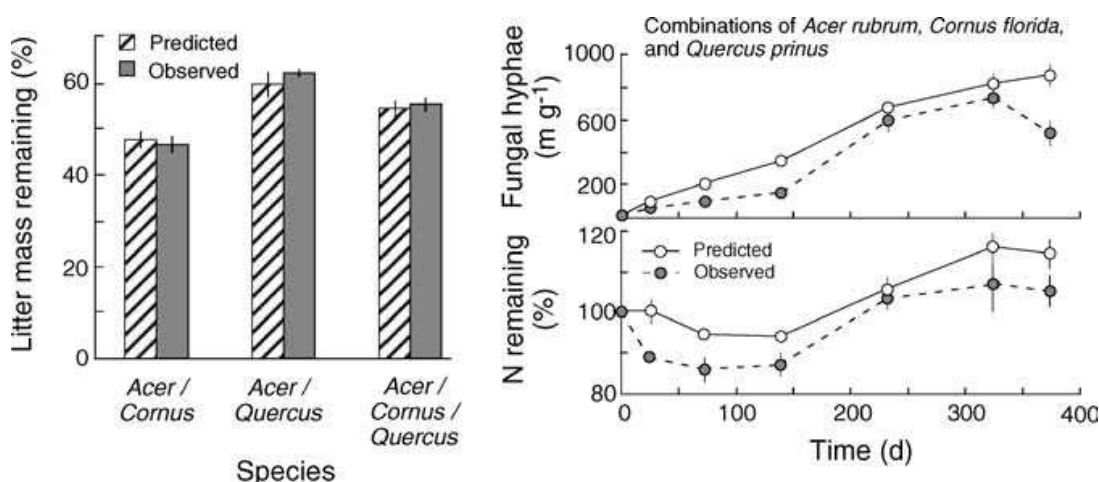 Litter mass remaining (%)
60
40
20
0
Predicted
Observed
Acer /
Cornus
Acer /
Quercus
Acer /
Cornus /
Quercus
Species
Combinations of Acer rubrum, Cornus florida,
and Quercus prinus
Fungal hyphae
(m g-1)
1000
600
200
N remaining
(%)
120
100
80
Predicted
Observed
0 100 200 300 400
Time (d)